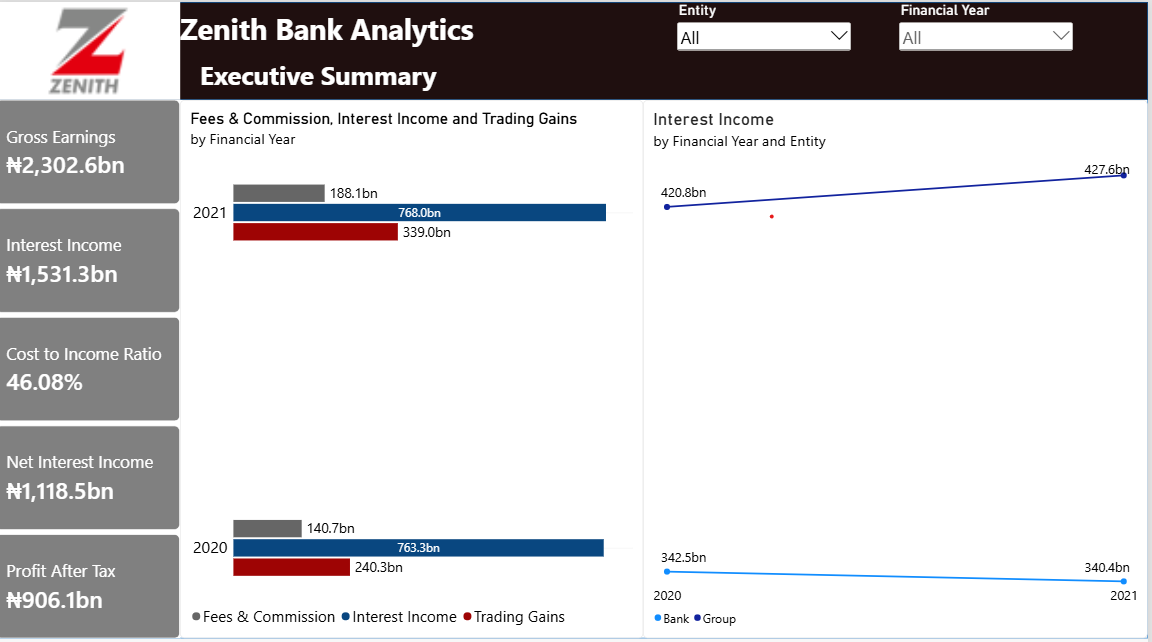 ZENITH
Zenith Bank Analytics
Executive Summary
Entity
All
Financial Year
All
Gross Earnings
₦2,302.6bn
Interest Income
₦1,531.3bn
Cost to Income Ratio
46.08%
Net Interest Income
₦1,118.5bn
Profit After Tax
₦906.1bn
Fees & Commission, Interest Income and Trading Gains
by Financial Year
188.1bn
2021
768.0bn
339.0bn
140.7bn
2020
763.3bn
240.3bn
Fees & Commission Interest Income Trading Gains
Interest Income
by Financial Year and Entity
427.6bn
420.8bn
342.5bn
340.4bn
2020 2021
Bank Group